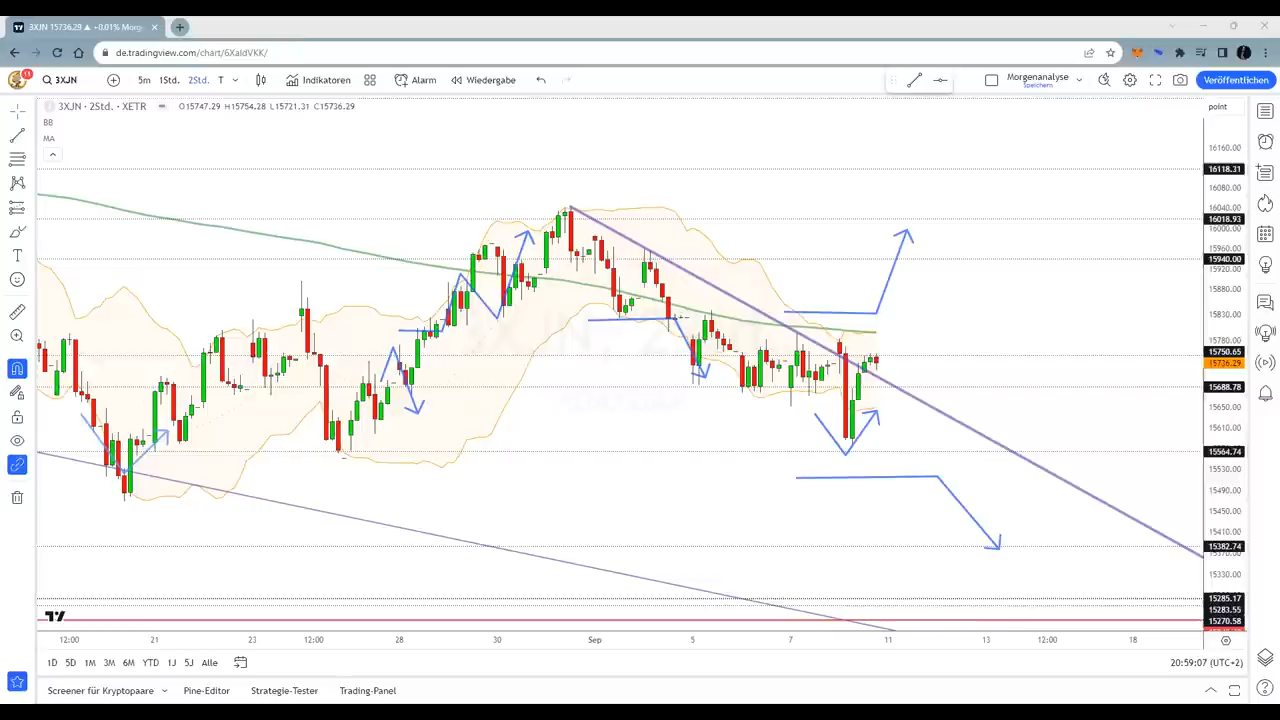 3XJN 15736.29 ▲ +0.01% Morg
de.tradingview.com/chart/6XaldVKK/
11
3XJN
5m 1Std. 2Std. T
Indikatoren
Alarm
Wiedergabe
Morgenanalyse
Speichern
Veröffentlichen
3XJN · 2Std. · XETR
O15747.29 H15754.28 L15721.31 C15736.29
point
BB
MA
16160.00
16118.31
16080.00
16040.00
16018.93
16000.00
15960.00
15940.00
15920.00
15880.00
15830.00
15780.00
15750.65
15736.29
15688.78
15650.00
15610.00
15564.74
15530.00
15490.00
15450.00
15410.00
15382.74
15330.00
15285.17
15283.55
15270.58
12:00 21 23 12:00 28 30 Sep 5 7 11 13 12:00 18
1D 5D 1M 3M 6M YTD 1J 5J Alle
20:59:07 (UTC+2)
Screener für Kryptopaare
Pine-Editor
Strategie-Tester
Trading-Panel